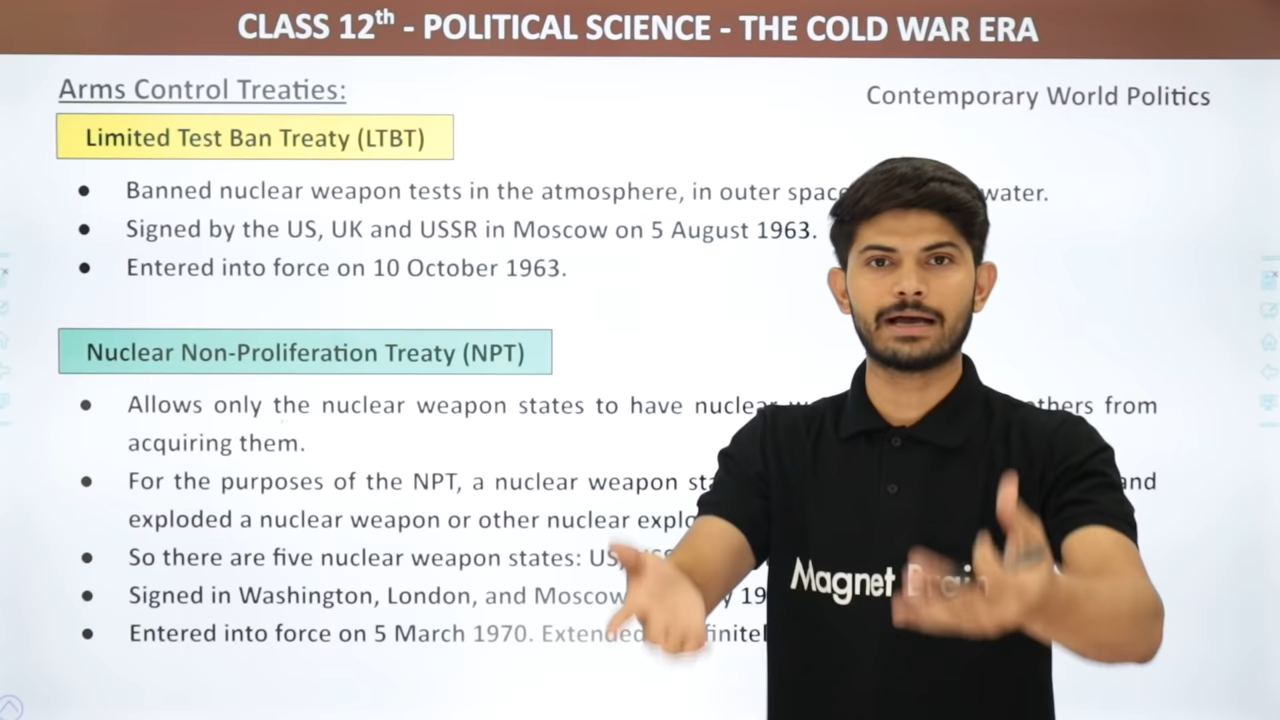 CLASS 12th - POLITICAL SCIENCE - THE COLD WAR ERA
Arms Control Treaties:
Contemporary World Politics
Limited Test Ban Treaty (LTBT)
● Banned nuclear weapon tests in the atmosphere, in outer water.
● Signed by the US, UK and USSR in Moscow on 5 August 1963.
● Entered into force on 10 October 1963.
Nuclear Non-Proliferation Treaty (NPT)
● Allows only the nuclear weapon states to have others from
acquiring them.
● For the purposes of the NPT, a nuclear weapon and
exploded a nuclear weapon or other nuclear
● So there are five nuclear weapon states: US,
● Signed in Washington, London, and Moscow
● Entered into force on 5 March 1970. Extended
Magnet Brain